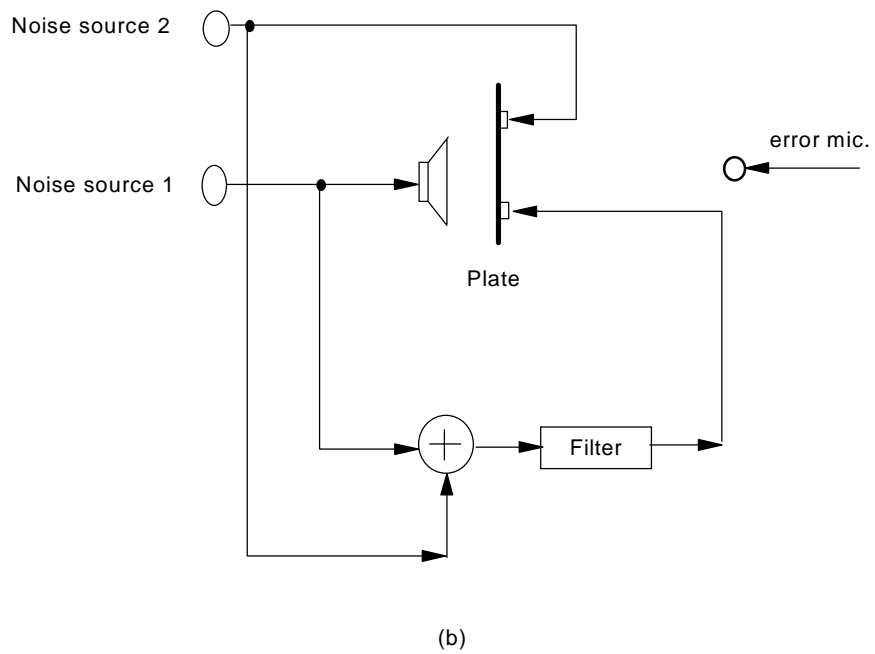 Noise source 2
error mic.
Noise source 1
Plate
Filter
(b)